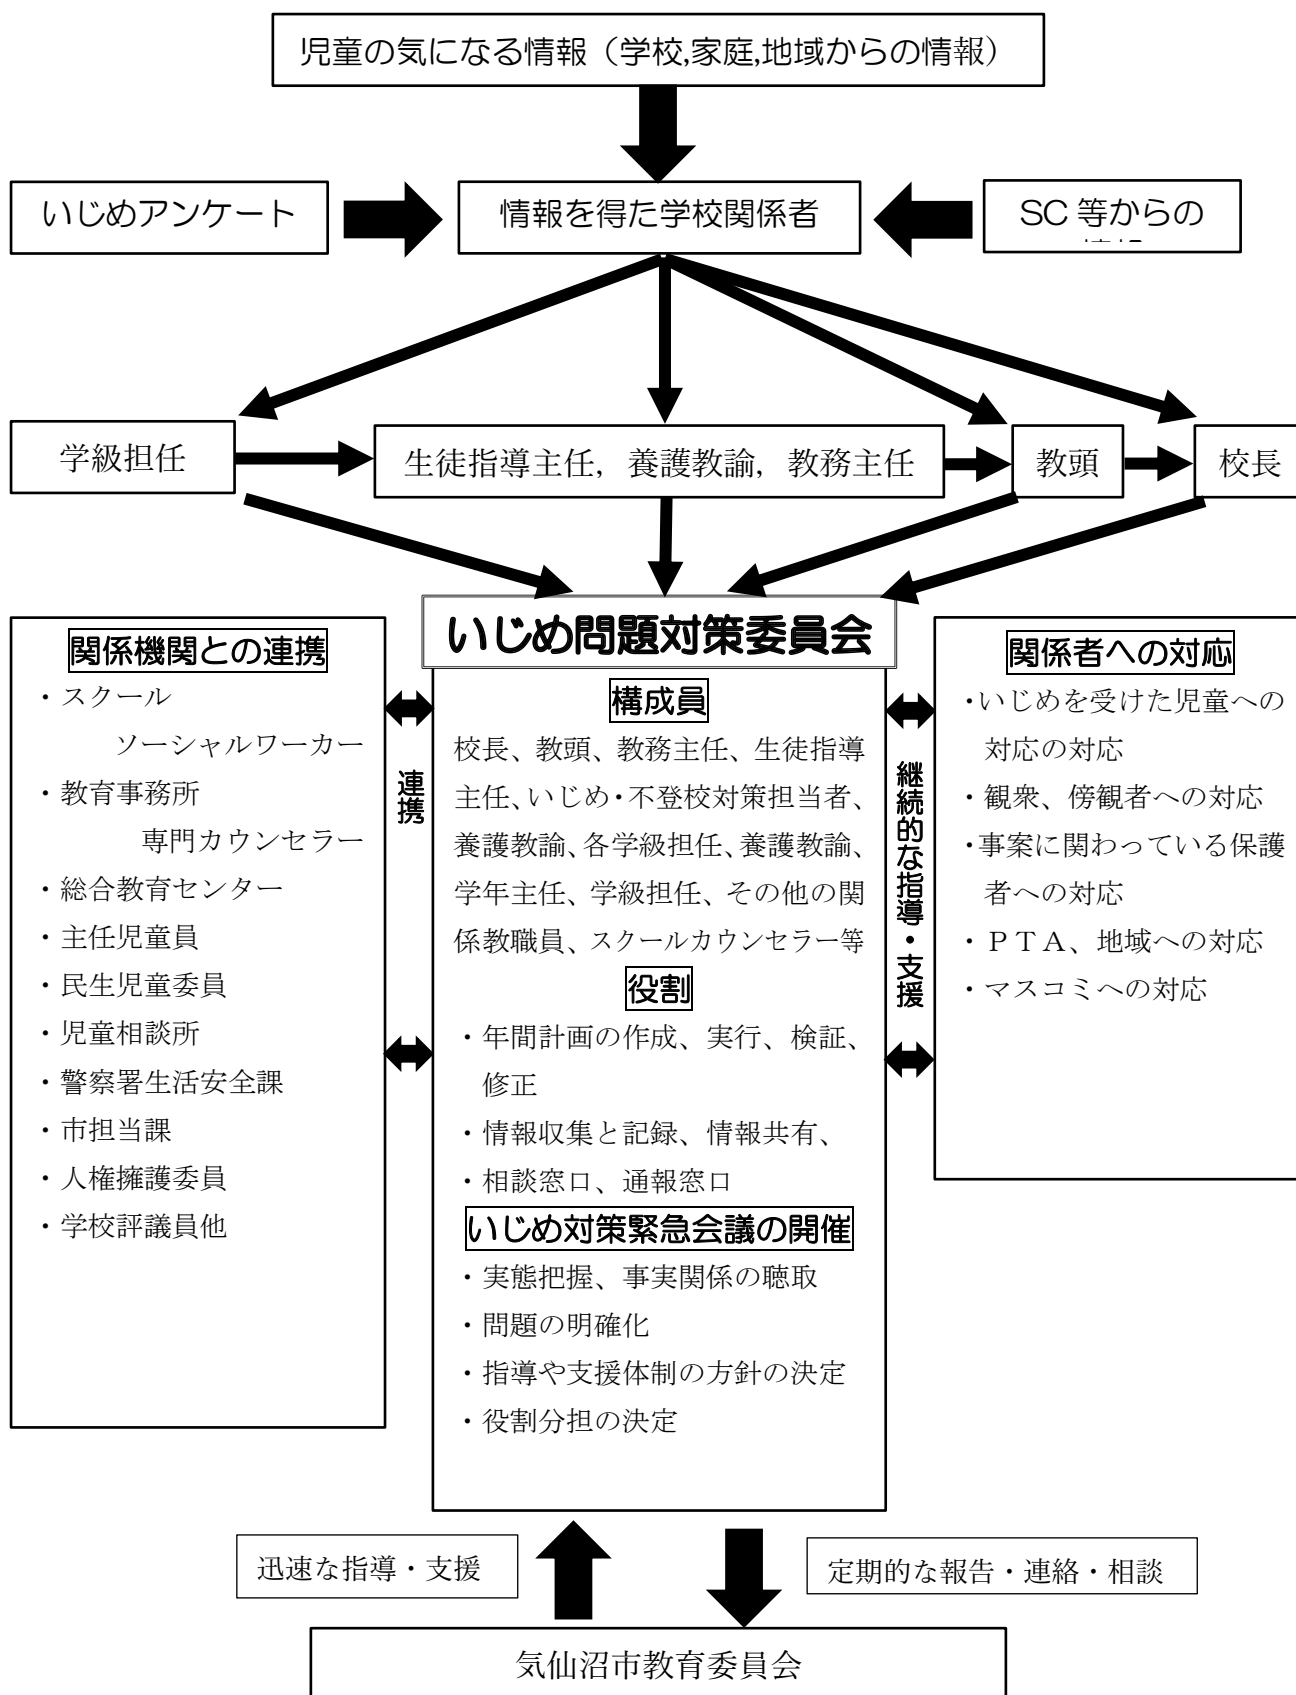 児童の気になる情報（学校,家庭,地域からの情報）
いじめアンケート
情報を得た学校関係者
SC 等からの
学級担任
生徒指導主任，養護教諭，教務主任
教頭
校長
いじめ問題対策委員会
関係機関との連携
・スクール
ソーシャルワーカー
・教育事務所
専門カウンセラー
・総合教育センター
・主任児童員
・民生児童委員
・児童相談所
・警察署生活安全課
・市担当課
・人権擁護委員
・学校評議員他
連携
構成員
校長、教頭、教務主任、生徒指導
主任、いじめ・不登校対策担当者、
養護教諭、各学級担任、養護教諭、
学年主任、学級担任、その他の関
係教職員、スクールカウンセラー等
役割
・年間計画の作成、実行、検証、
修正
・情報収集と記録、情報共有、
・相談窓口、通報窓口
いじめ対策緊急会議の開催
・実態把握、事実関係の聴取
・問題の明確化
・指導や支援体制の方針の決定
・役割分担の決定
継続的な指導・支援
関係者への対応
・いじめを受けた児童への
対応の対応
・観衆、傍観者への対応
・事案に関わっている保護
者への対応
・ＰＴＡ、地域への対応
・マスコミへの対応
迅速な指導・支援
定期的な報告・連絡・相談
気仙沼市教育委員会